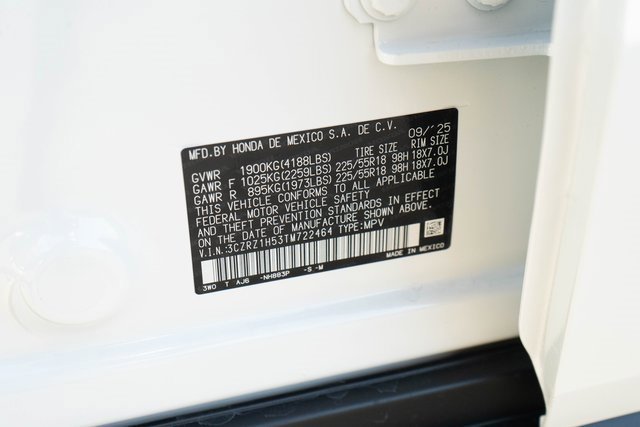 MFD. BY HONDA DE MEXICO S.A. DE C.V. 09/'25
GVWR 1900KG(4188LBS) TIRE SIZE RIM SIZE
GAWR F 1025KG(2259LBS) 225/55R18 98H 18X7.0J
GAWR R 895KG(1973LBS) 225/55R18 98H 18X7.0J
THIS VEHICLE CONFORMS TO ALL APPLICABLE
FEDERAL MOTOR VEHICLE SAFETY, BUMPER,
AND THEFT PREVENTION STANDARDS IN EFFECT
ON THE DATE OF MANUFACTURE SHOWN ABOVE.
V.I.N.:3CZRZ1H53TM722464 TYPE:MPV
3W0 T AJ6 -NH883P -S -M MADE IN MEXICO